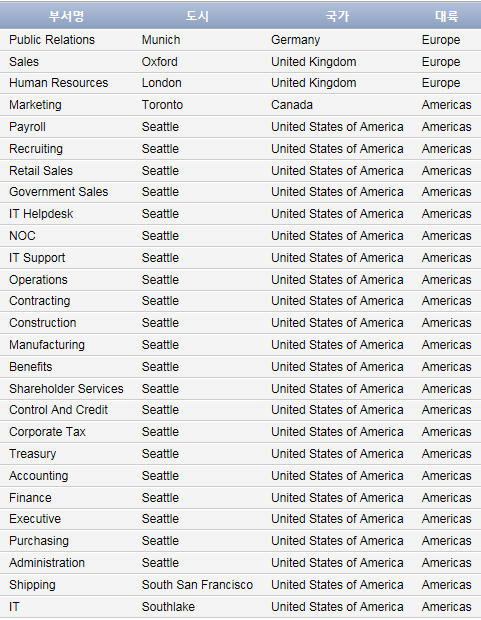 부서명 도시 국가 대륙
Public Relations Munich Germany Europe
Sales Oxford United Kingdom Europe
Human Resources London United Kingdom Europe
Marketing Toronto Canada Americas
Payroll Seattle United States of America Americas
Recruiting Seattle United States of America Americas
Retail Sales Seattle United States of America Americas
Government Sales Seattle United States of America Americas
IT Helpdesk Seattle United States of America Americas
NOC Seattle United States of America Americas
IT Support Seattle United States of America Americas
Operations Seattle United States of America Americas
Contracting Seattle United States of America Americas
Construction Seattle United States of America Americas
Manufacturing Seattle United States of America Americas
Benefits Seattle United States of America Americas
Shareholder Services Seattle United States of America Americas
Control And Credit Seattle United States of America Americas
Corporate Tax Seattle United States of America Americas
Treasury Seattle United States of America Americas
Accounting Seattle United States of America Americas
Finance Seattle United States of America Americas
Executive Seattle United States of America Americas
Purchasing Seattle United States of America Americas
Administration Seattle United States of America Americas
Shipping South San Francisco United States of America Americas
IT Southlake United States of America Americas